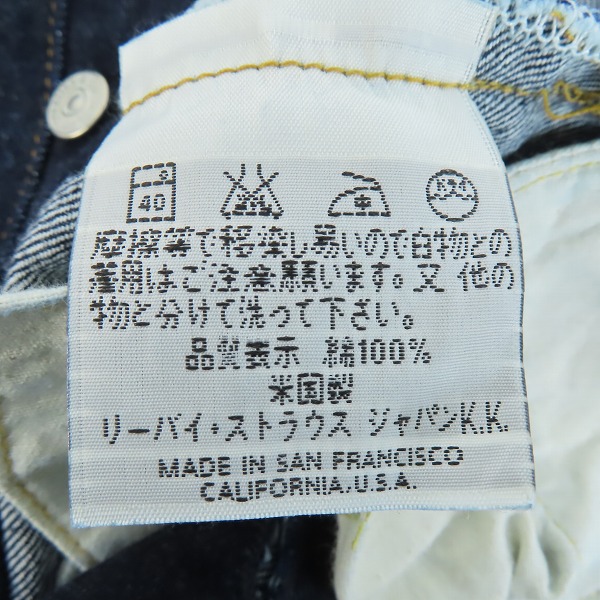 40
摩擦等で移染し易いので白物との
着用はご注意願います。又 他の
物と分けて洗って下さい。
品質表示 綿100%
米国製
リーバイ・ストラウス ジャパンK.K.
MADE IN SAN FRANCISCO
CALIFORNIA.U.S.A.